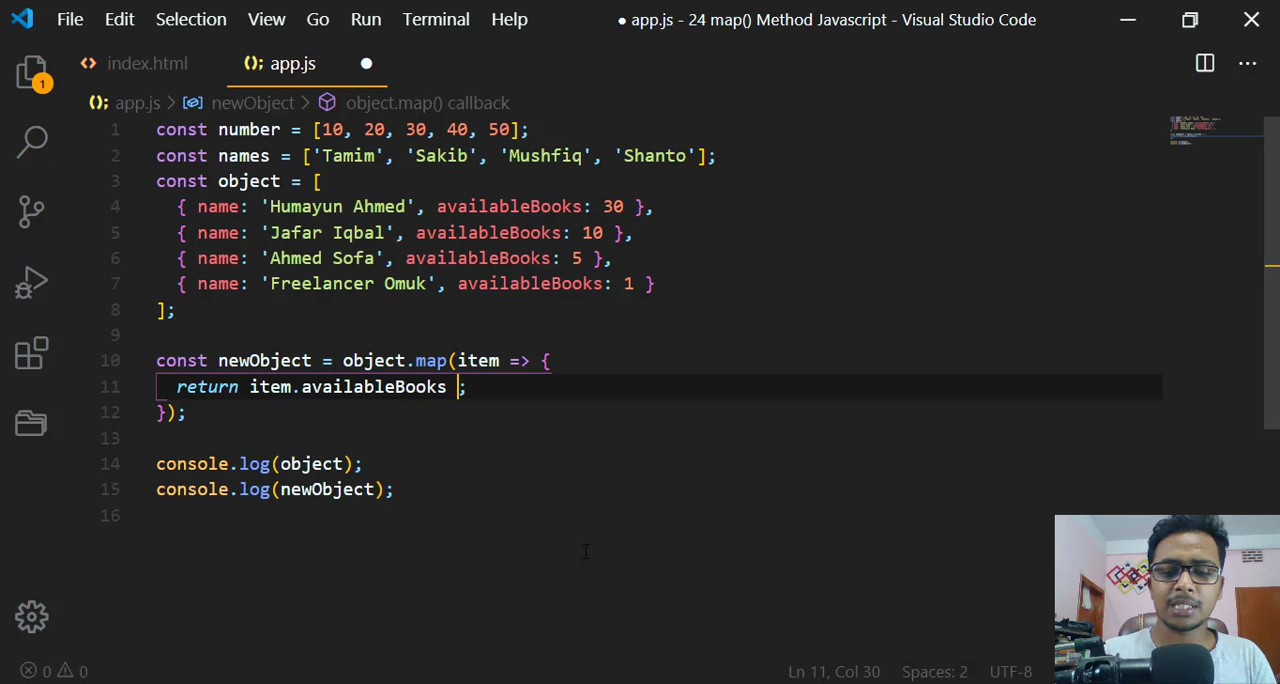 File Edit Selection View Go Run Terminal Help ● app.js - 24 map() Method Javascript - Visual Studio Code
index.html app.js
app.js > newObject > object.map() callback
1 const number = [10, 20, 30, 40, 50];
2 const names = ['Tamim', 'Sakib', 'Mushfiq', 'Shanto'];
3 const object = [
4 { name: 'Humayun Ahmed', availableBooks: 30 },
5 { name: 'Jafar Iqbal', availableBooks: 10 },
6 { name: 'Ahmed Sofa', availableBooks: 5 },
7 { name: 'Freelancer Omuk', availableBooks: 1 }
8 ];
9
10 const newObject = object.map(item => {
11 return item.availableBooks ;
12 });
13
14 console.log(object);
15 console.log(newObject);
16
1
0 0 Ln 11, Col 30 Spaces: 2 UTF-8